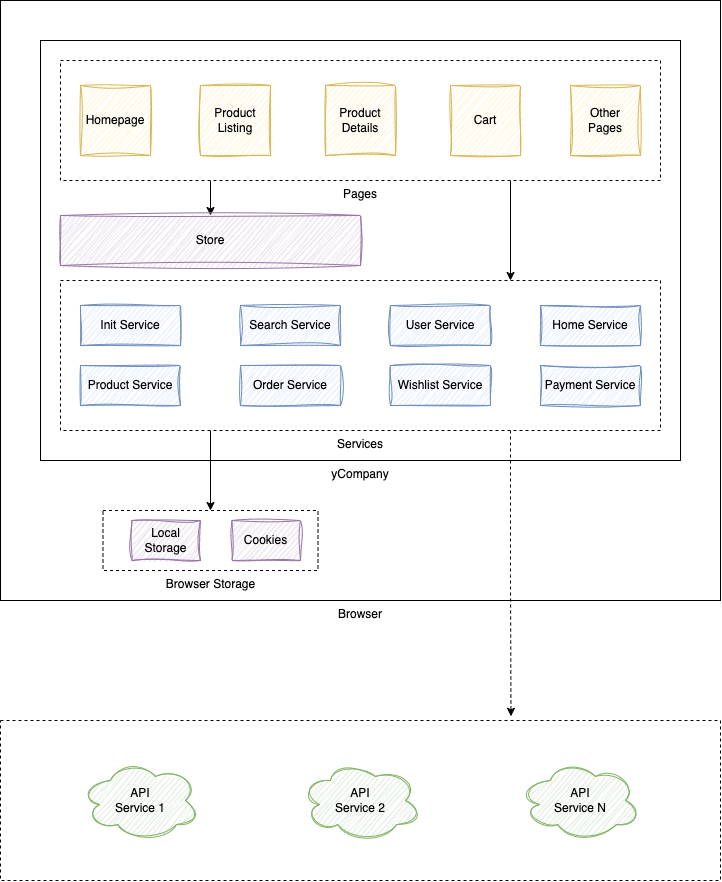 Homepage
Product
Listing
Product
Details
Cart
Other
Pages
Pages
Store
Init Service
Search Service
User Service
Home Service
Product Service
Order Service
Wishlist Service
Payment Service
Services
yCompany
Local
Storage
Cookies
Browser Storage
Browser
API
Service 1
API
Service 2
API
Service N